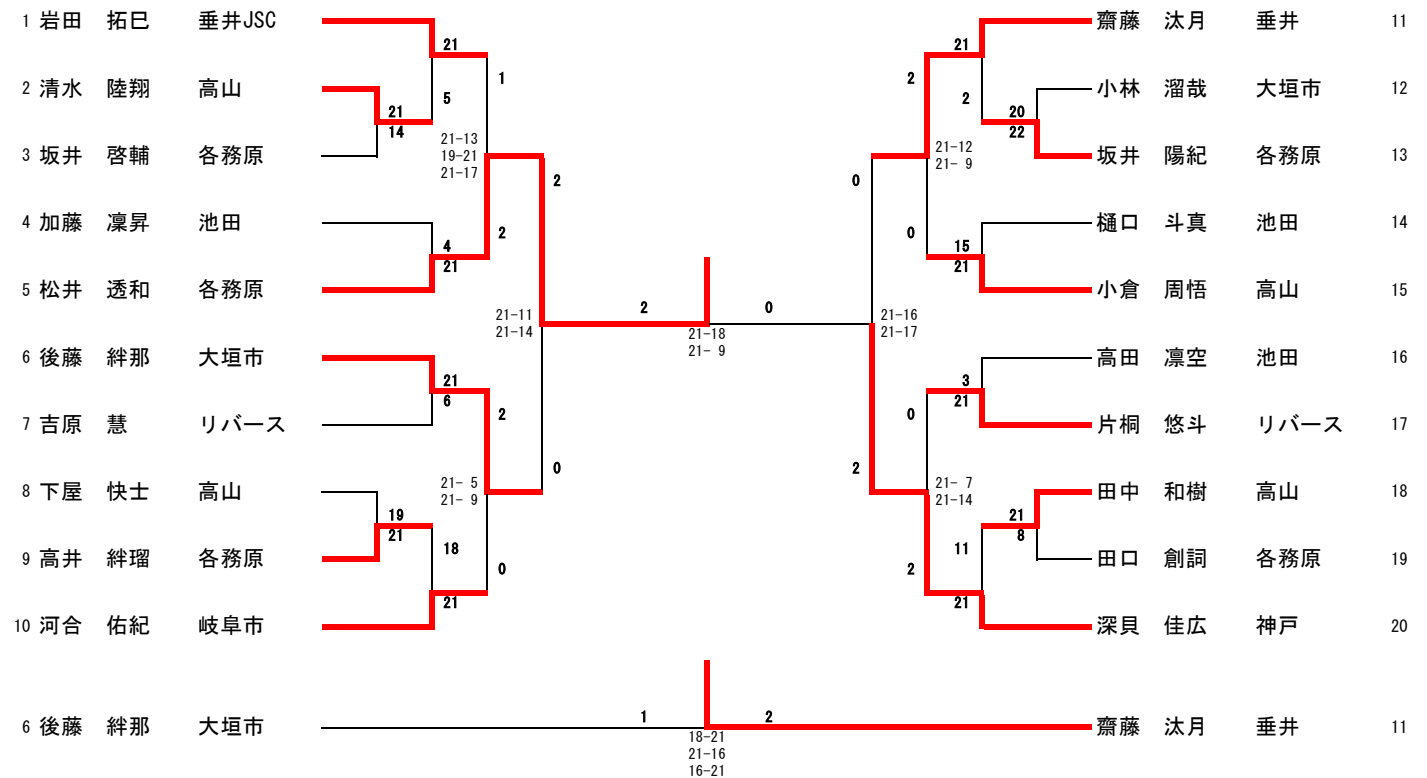 1 岩田 拓巳 垂井JSC
齋藤 汰月 垂井 11
21
21
1
2
2 清水 陸翔 高山
小林 溜哉 大垣市 12
5
2
21
14
20
22
21-13
19-21
21-17
21-12
21- 9
3 坂井 啓輔 各務原
坂井 陽紀 各務原 13
2
0
4 加藤 凜昇 池田
樋口 斗真 池田 14
2
0
4
21
15
21
5 松井 透和 各務原
小倉 周悟 高山 15
2
0
21-11
21-14
21-18
21- 9
21-16
21-17
6 後藤 絆那 大垣市
高田 凛空 池田 16
21
6
3
21
2
0
7 吉原 慧 リバース
片桐 悠斗 リバース 17
0
2
21- 5
21- 9
21- 7
21-14
8 下屋 快士 高山
田中 和樹 高山 18
19
21
21
8
18
11
9 高井 絆瑠 各務原
田口 創詞 各務原 19
0
2
21
21
10 河合 佑紀 岐阜市
深貝 佳広 神戸 20
1
2
6 後藤 絆那 大垣市
齋藤 汰月 垂井 11
18-21
21-16
16-21